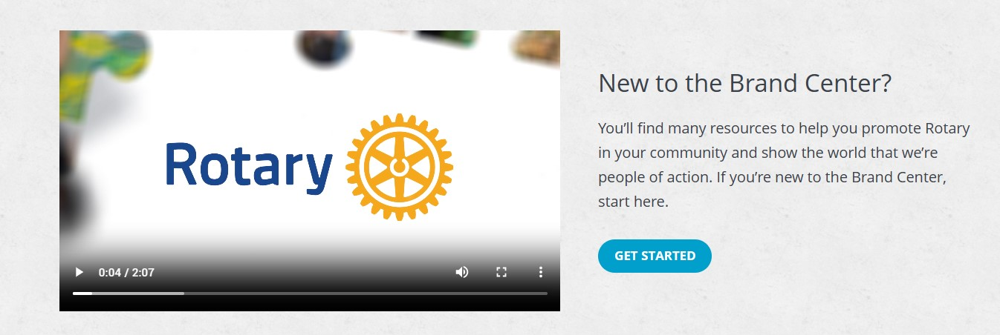 Rotary
0:04 / 2:07
New to the Brand Center?
You’ll find many resources to help you promote Rotary
in your community and show the world that we’re
people of action. If you’re new to the Brand Center,
start here.
GET STARTED